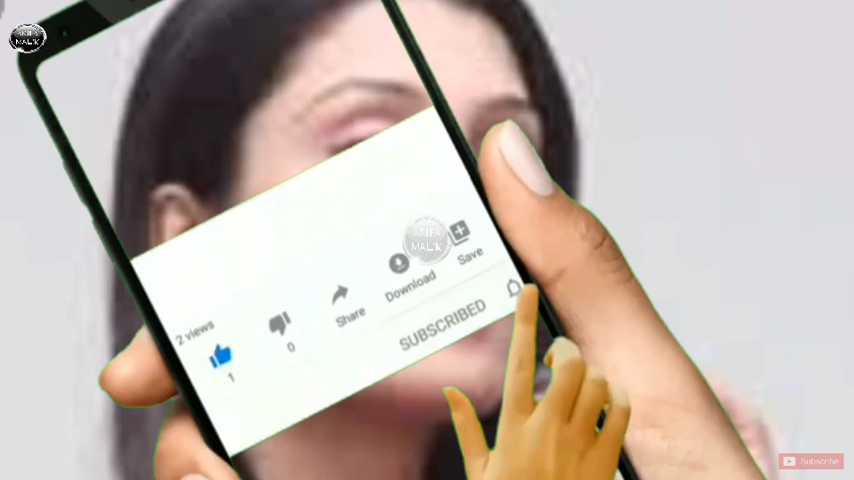 AKIFA
MALIK
AKIFA
MALIK
2 views
1
0
Share
Download
Save
SUBSCRIBED
Subscribe